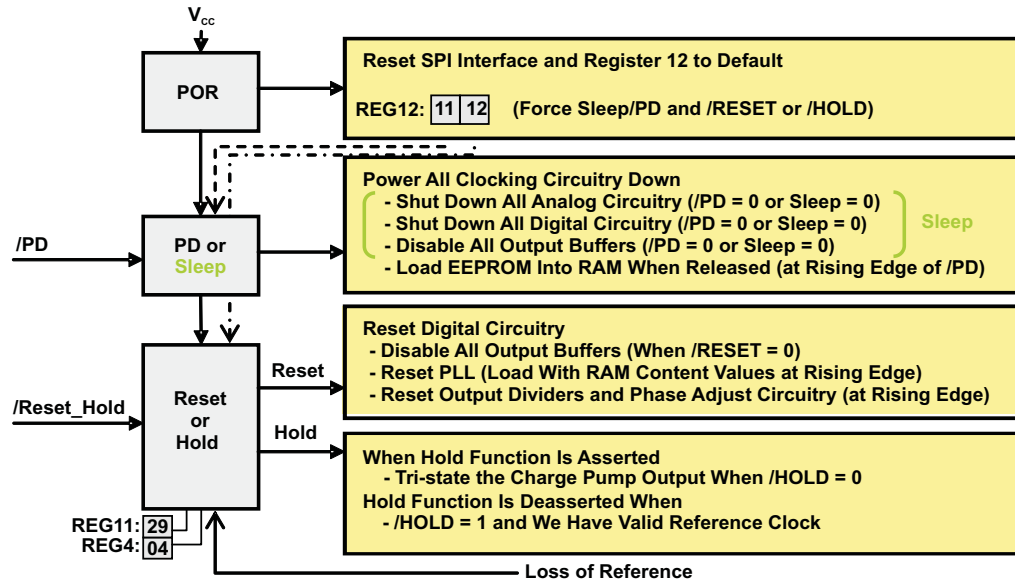 V_CC
POR
Reset SPI Interface and Register 12 to Default
REG12: 11 12 (Force Sleep/PD and /RESET or /HOLD)
/PD
PD or
Sleep
Power All Clocking Circuitry Down
- Shut Down All Analog Circuitry (/PD = 0 or Sleep = 0)
- Shut Down All Digital Circuitry (/PD = 0 or Sleep = 0)
- Disable All Output Buffers (/PD = 0 or Sleep = 0)
- Load EEPROM Into RAM When Released (at Rising Edge of /PD)
Sleep
/Reset_Hold
Reset
or
Hold
Reset
Reset Digital Circuitry
- Disable All Output Buffers (When /RESET = 0)
- Reset PLL (Load With RAM Content Values at Rising Edge)
- Reset Output Dividers and Phase Adjust Circuitry (at Rising Edge)
Hold
When Hold Function Is Asserted
- Tri-state the Charge Pump Output When /HOLD = 0
Hold Function Is Deasserted When
- /HOLD = 1 and We Have Valid Reference Clock
REG11: 29
REG4: 04
Loss of Reference